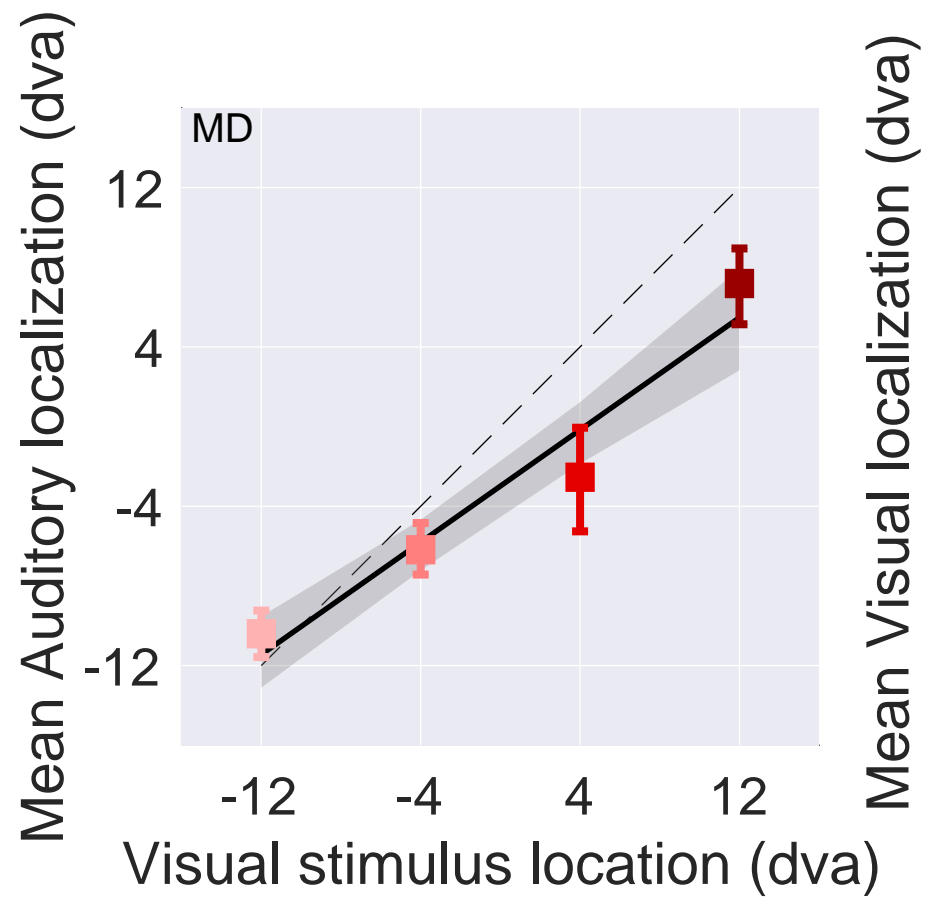 Mean Auditory localization (dva)
MD
12
4
-4
-12
-12 -4 4 12
Visual stimulus location (dva)
Mean Visual localization (dva)